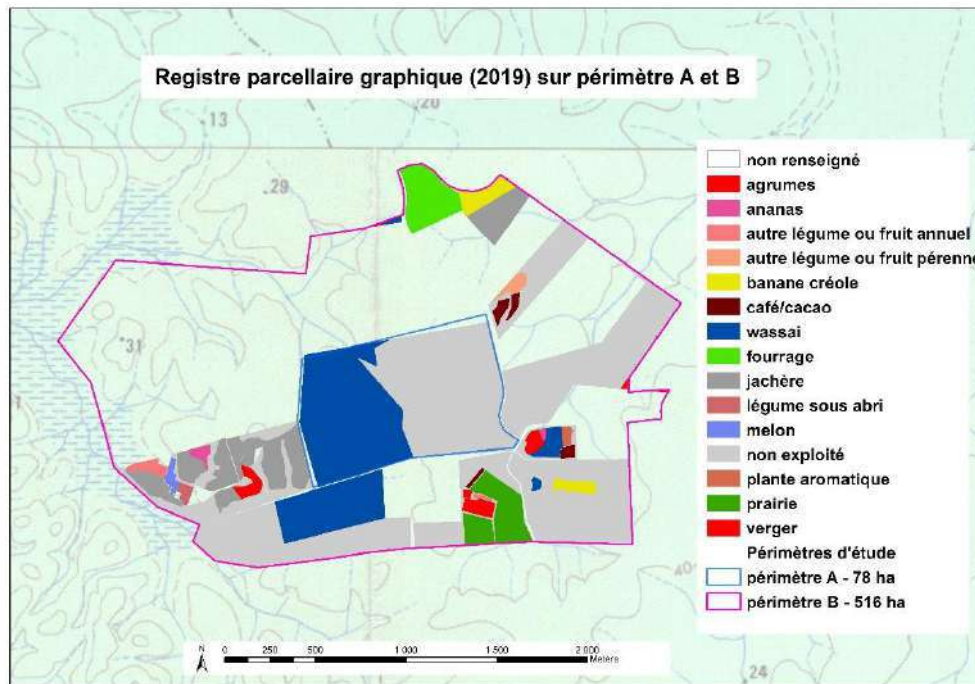 Registre parcellaire graphique (2019) sur périmètre A et B
20
13
29
31
non renseigné
agrumes
ananas
autre légume ou fruit annuel
autre légume ou fruit pérenne
banane créole
café/cacao
wassai
fourrage
jachère
légume sous abri
melon
non exploité
plante aromatique
prairie
verger
Périmètres d'étude
périmètre A - 78 ha
périmètre B - 516 ha
40
N
0 250 500 1 000 1 500 2 000
Metèrs
24